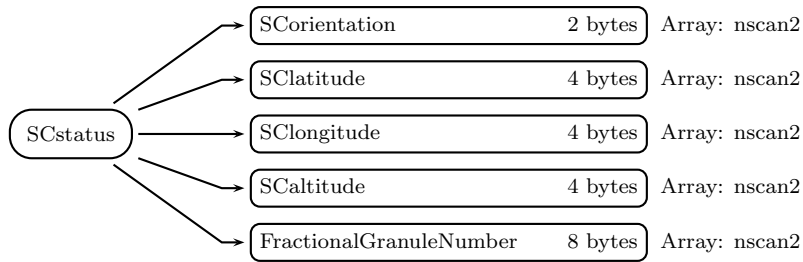 SCorientation 2 bytes Array: nscan2
SClatitude 4 bytes Array: nscan2
SCstatus
SClongitude 4 bytes Array: nscan2
SCaltitude 4 bytes Array: nscan2
FractionalGranuleNumber 8 bytes Array: nscan2